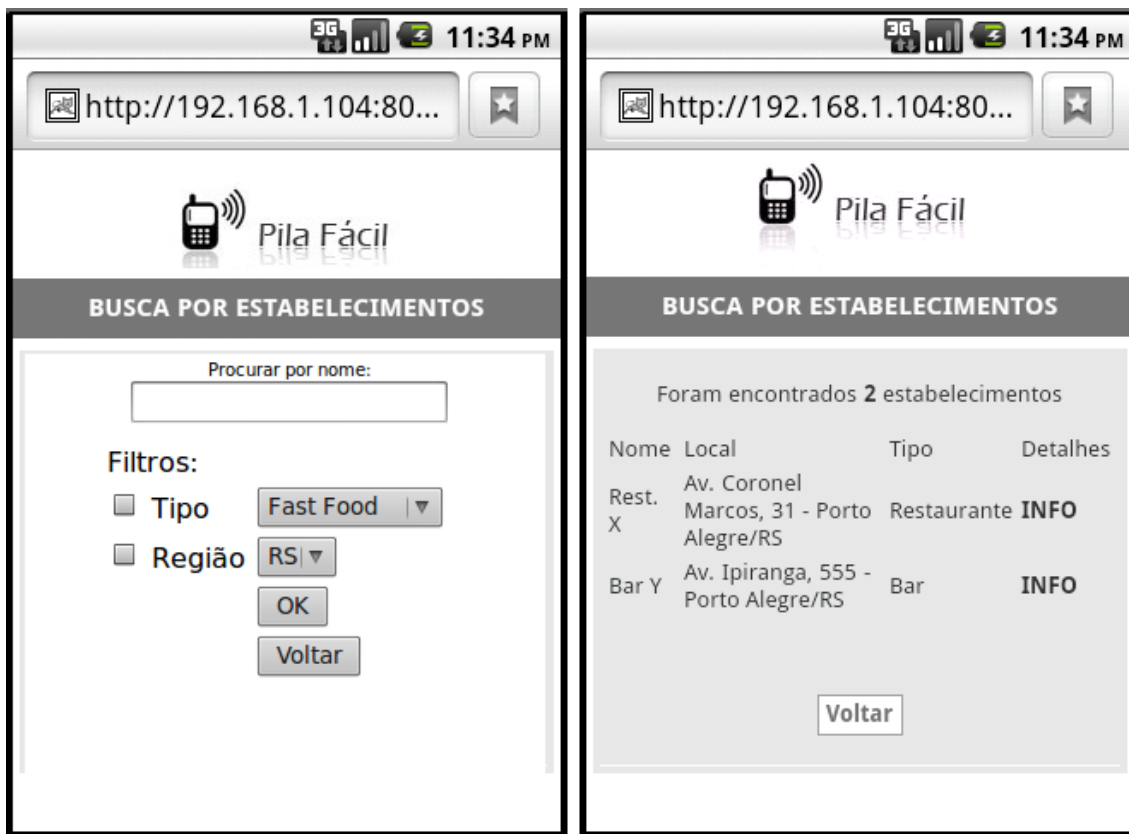 3G 11:34 PM
http://192.168.1.104:80...
Pila Fácil
BUSCA POR ESTABELECIMENTOS
Procurar por nome:
Filtros:
Tipo Fast Food
Região RS
OK
Voltar
3G 11:34 PM
http://192.168.1.104:80...
Pila Fácil
BUSCA POR ESTABELECIMENTOS
Foram encontrados 2 estabelecimentos
Nome Local Tipo Detalhes
Rest. X Av. Coronel Marcos, 31 - Porto Alegre/RS Restaurante INFO
Bar Y Av. Ipiranga, 555 - Porto Alegre/RS Bar INFO
Voltar